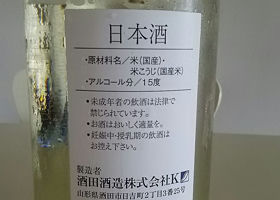 日本酒
・原材料名／米(国産)・
米こうじ(国産米)
・アルコール分／15度
・未成年者の飲酒は法律で
禁じられています。
・お酒はおいしく適量を。
・妊娠中・授乳期の飲酒は
お控え下さい。
製造者
酒田酒造株式会社K
山形県酒田市日吉町2丁目3番25号